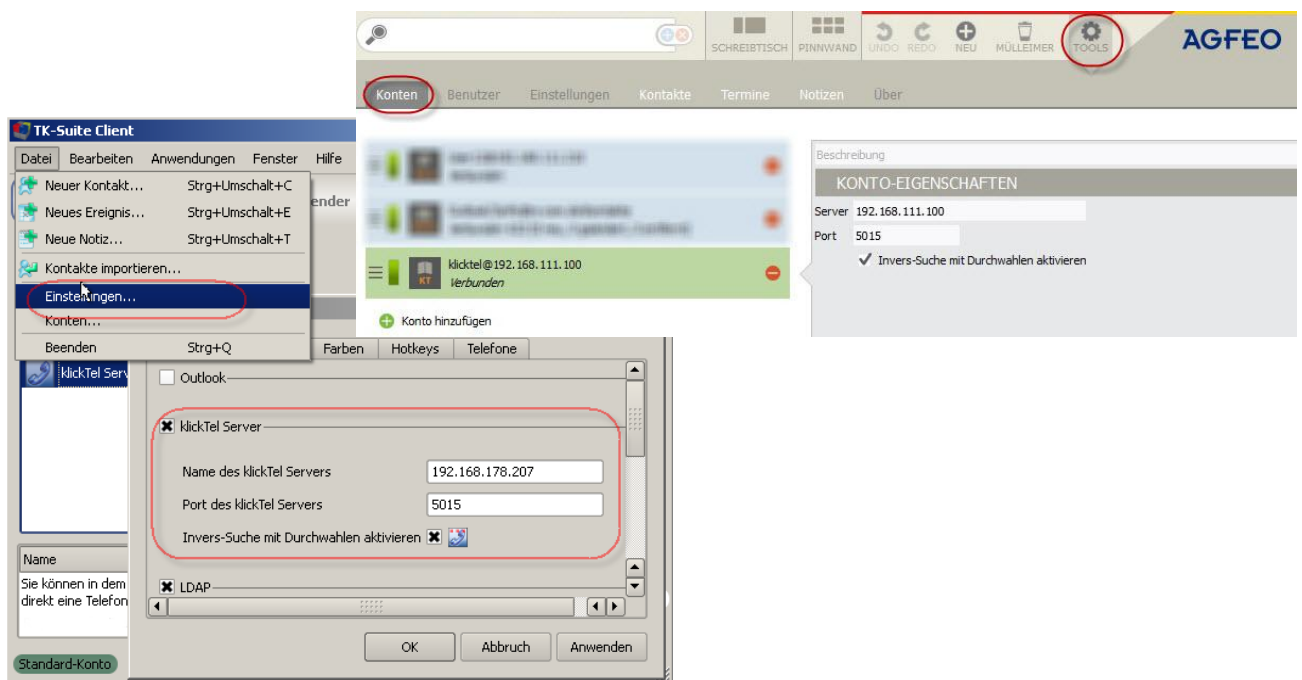 SCHREIBTISCH
PINNWAND
UNDO
REDO
NEU
MÜLLEIMER
TOOLS
AGFEO
Konten
Benutzer
Einstellungen
Kontakte
Termine
Notizen
Über
klicktel@192.168.111.100
Verbunden
KT
Konto hinzufügen
Beschreibung
KONTO-EIGENSCHAFTEN
Server 192.168.111.100
Port 5015
Invers-Suche mit Durchwahlen aktivieren
TK-Suite Client
Datei Bearbeiten Anwendungen Fenster Hilfe
ender
Neuer Kontakt... Strg+Umschalt+C
Neues Ereignis... Strg+Umschalt+E
Neue Notiz... Strg+Umschalt+T
Kontakte importieren...
Einstellungen...
Konten...
Beenden Strg+Q
Farben Hotkeys Telefone
klickTel Serv
Outlook
klickTel Server
Name des klickTel Servers 192.168.178.207
Port des klickTel Servers 5015
Invers-Suche mit Durchwahlen aktivieren
LDAP
Name
Sie können in dem
direkt eine Telefon
OK Abbruch Anwenden
Standard-Konto